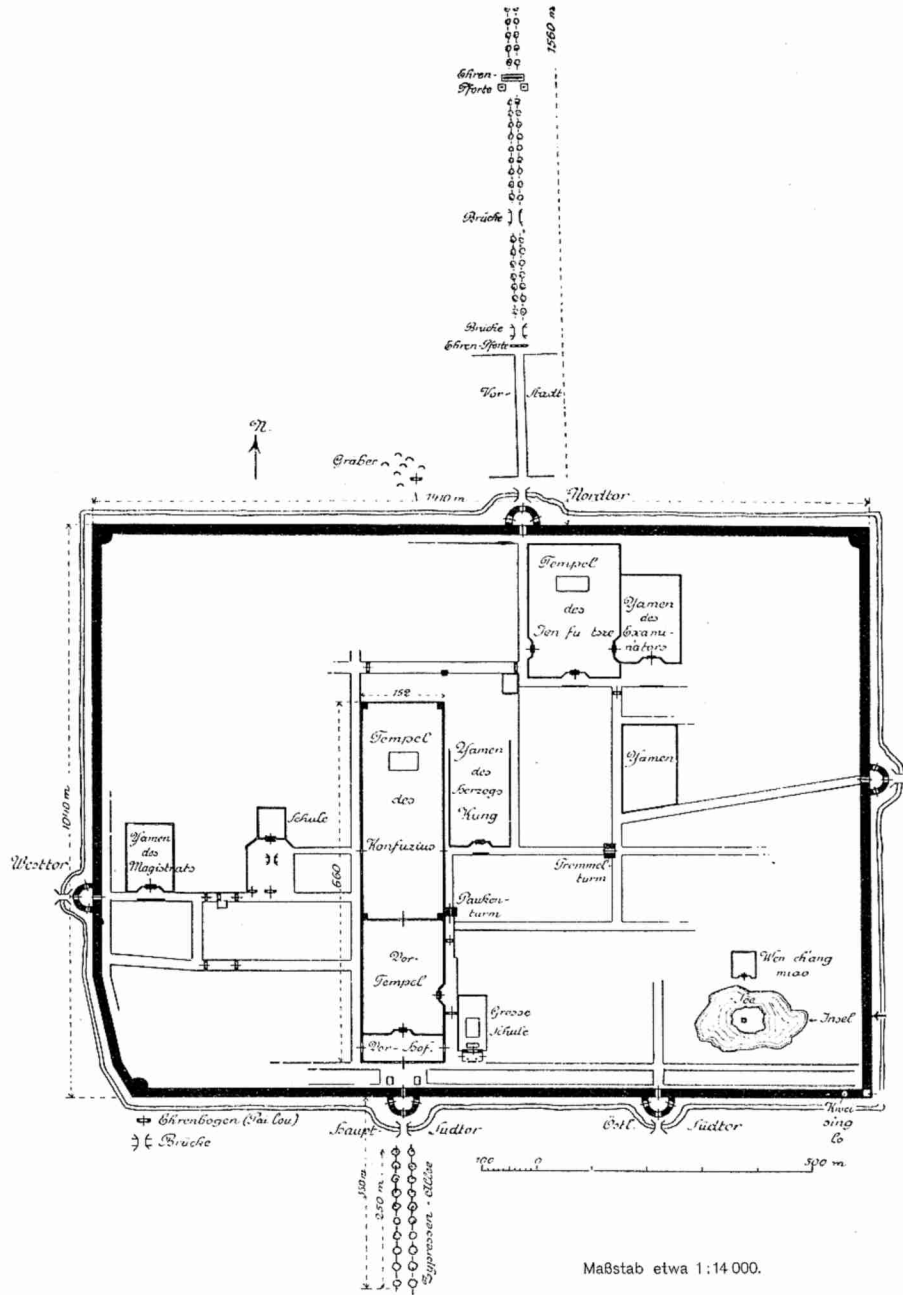 1560 m
Ehren-
Pforte
Brücke
Brücke
Ehren-Pforte
Vor-
Stadt
N.
Gräber
1410 m
Nordtor
Tempel
des
Jen fu tsze
Yamen
des
Exami-
nators
152
Tempel
des
Konfuzius
660
Yamen
des
Herzogs
Kung
Yamen
1040 m
Schule
Yamen
des
Magistrats
Westtor
Trommel-
turm
Pauken-
turm
Vor-
Tempel
Wen ch'ang
miao
See
Insel
Grosse
Schule
Vor-Hof.
Ehrenbogen (Pai lou)
Brücke
Haupt-
Südtor
Östl.
Südtor
Kwei
sing
lo
100
0
500 m
350 m
250 m
Zypressen-Allee
Maßstab etwa 1:14 000.